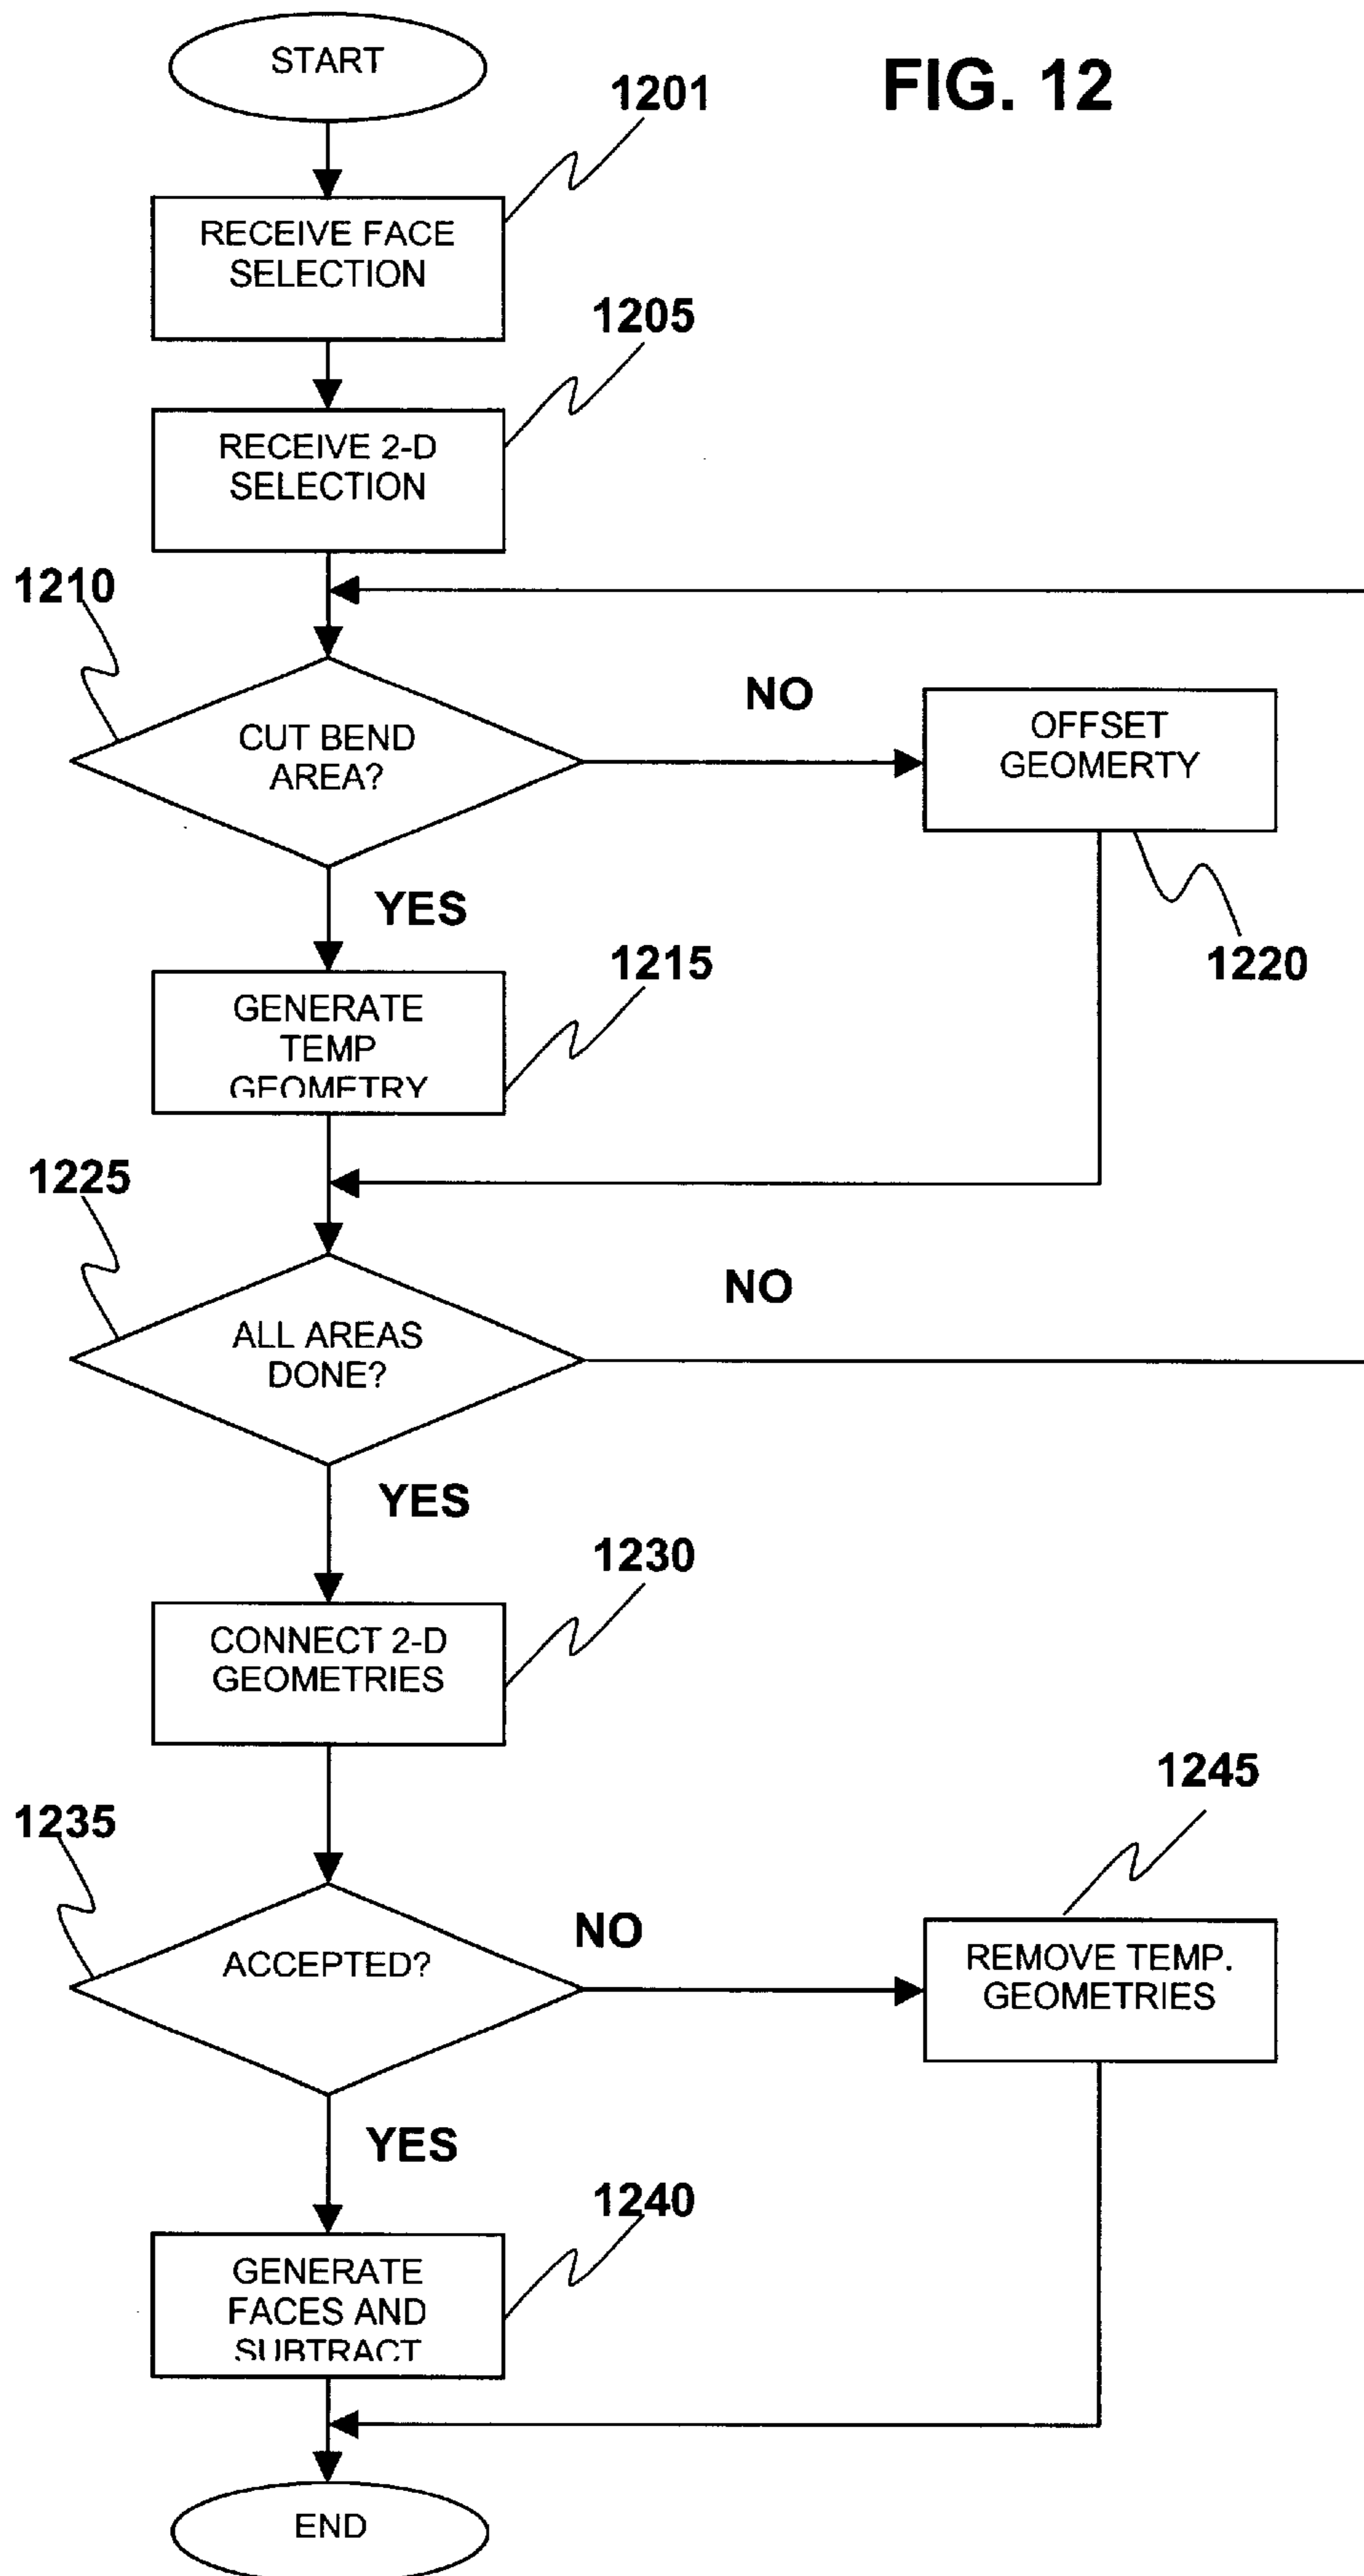 START
FIG. 12
1201
RECEIVE FACE
SELECTION
1205
RECEIVE 2-D
SELECTION
1210
CUT BEND
AREA?
NO
OFFSET
GEOMERTY
1220
YES
1215
GENERATE
TEMP
GEOMETRY
1225
ALL AREAS
DONE?
NO
YES
1230
CONNECT 2-D
GEOMETRIES
1235
ACCEPTED?
NO
1245
REMOVE TEMP.
GEOMETRIES
YES
1240
GENERATE
FACES AND
SUBTRACT
END